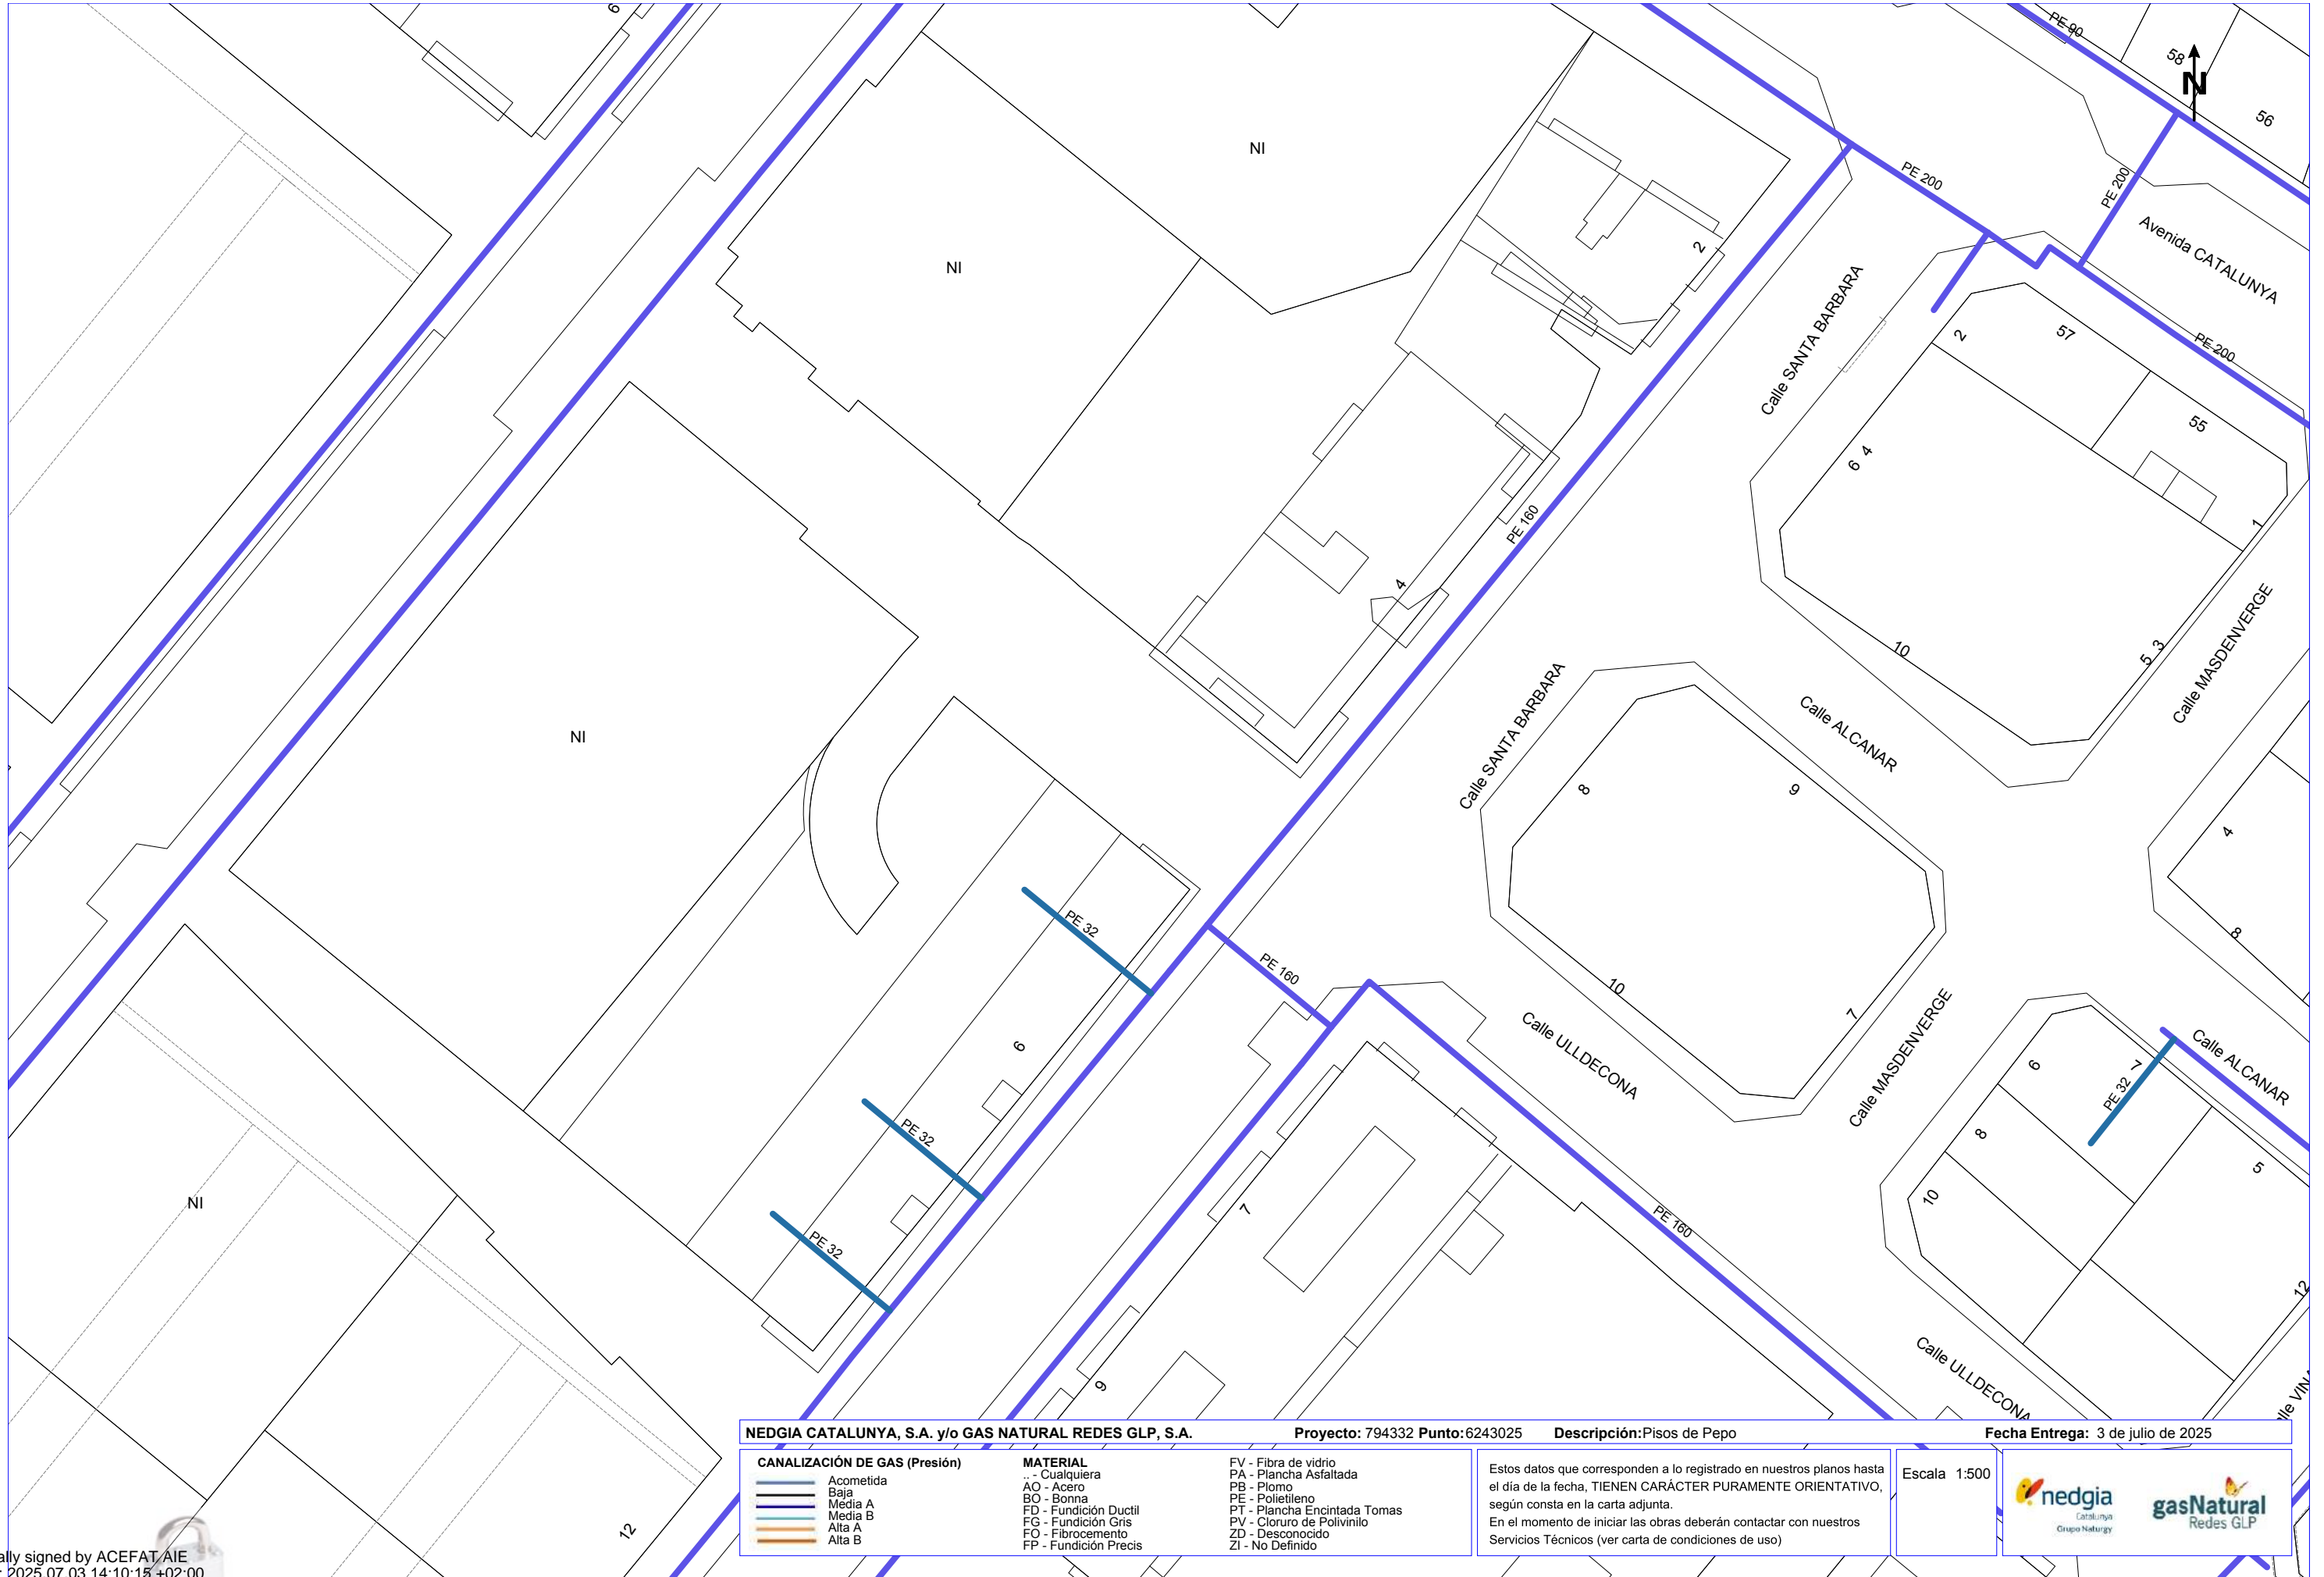 6
PE 90
58
N
56
NI
PE 200
PE 200
Avenida CATALUNYA
2
NI
Calle SANTA BARBARA
2
57
PE 200
55
6 4
1
PE 160
4
10
5 3
Calle MASDENVERGE
Calle SANTA BARBARA
Calle ALCANAR
NI
8
9
4
PE 32
8
PE 160
10
7
Calle ULLDECONA
Calle MASDENVERGE
6
Calle ALCANAR
6
7
PE 32
PE 32
8
5
10
NI
7
PE 160
PE 32
12
9
Calle ULLDECONA
NEDGIA CATALUNYA, S.A. y/o GAS NATURAL REDES GLP, S.A. Proyecto: 794332 Punto:6243025 Descripción:Pisos de Pepo Fecha Entrega: 3 de julio de 2025
CANALIZACIÓN DE GAS (Presión)
Acometida
Baja
Media A
Media B
Alta A
Alta B
MATERIAL
.. - Cualquiera
AO - Acero
BO - Bonna
FD - Fundición Ductil
FG - Fundición Gris
FO - Fibrocemento
FP - Fundición Precis
FV - Fibra de vidrio
PA - Plancha Asfaltada
PB - Plomo
PE - Polietileno
PT - Plancha Encintada Tomas
PV - Cloruro de Polivinilo
ZD - Desconocido
ZI - No Definido
Estos datos que corresponden a lo registrado en nuestros planos hasta
el día de la fecha, TIENEN CARÁCTER PURAMENTE ORIENTATIVO,
según consta en la carta adjunta.
En el momento de iniciar las obras deberán contactar con nuestros
Servicios Técnicos (ver carta de condiciones de uso)
Escala 1:500
nedgia
Catalunya
Grupo Naturgy
gasNatural
Redes GLP
12
ally signed by ACEFAT AIE
: 2025.07.03 14:10:15 +02:00